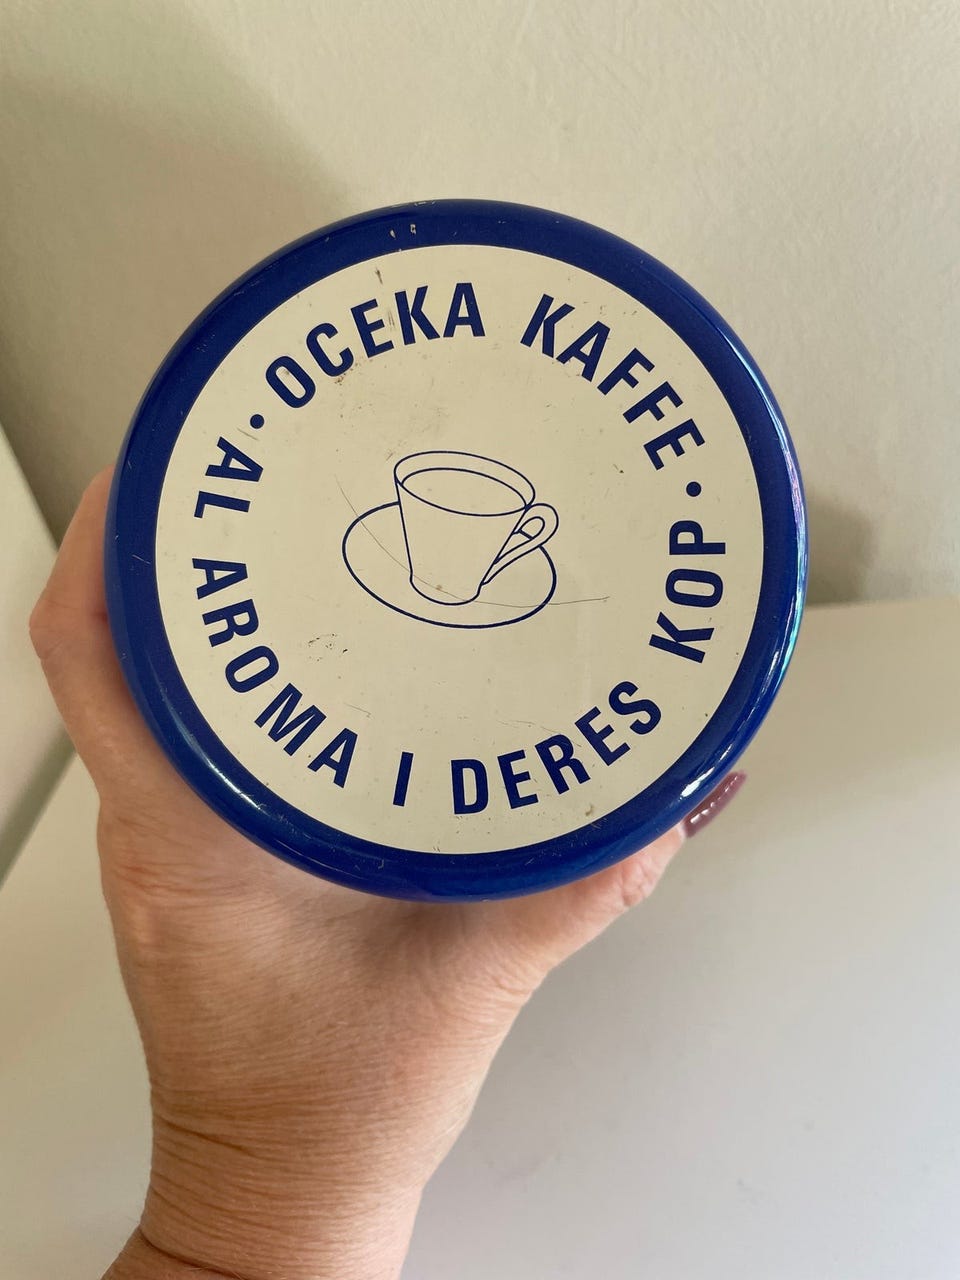 · OCEKA KAFFE ·
AL AROMA I DERES KOP